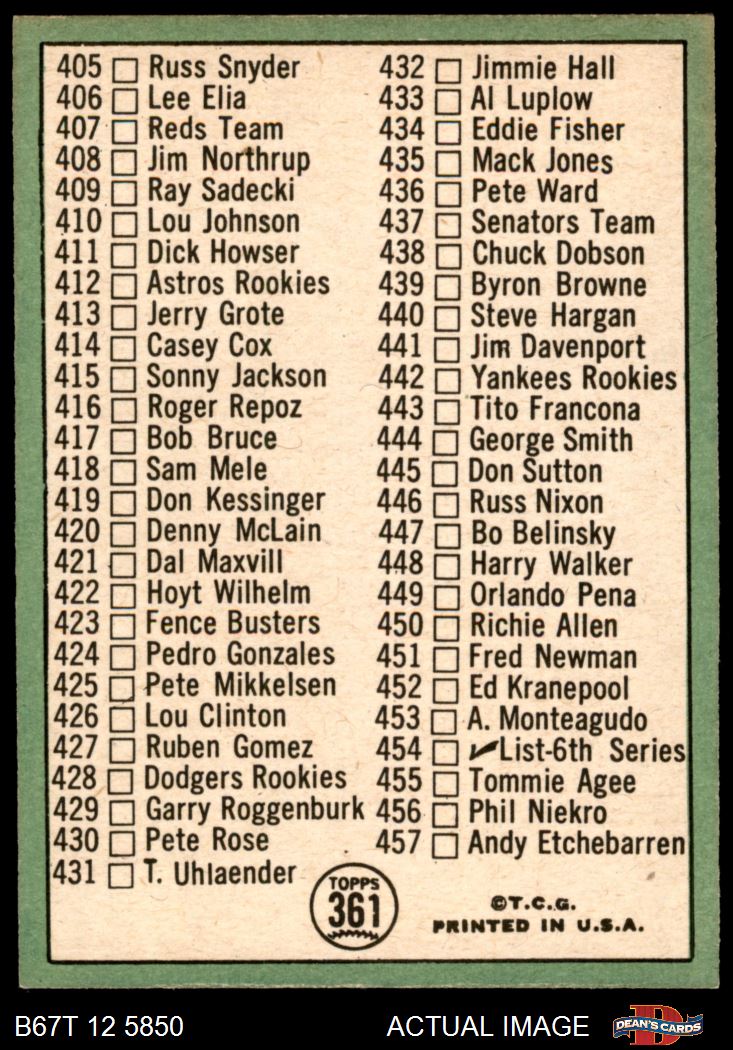 405 Russ Snyder
406 Lee Elia
407 Reds Team
408 Jim Northrup
409 Ray Sadecki
410 Lou Johnson
411 Dick Howser
412 Astros Rookies
413 Jerry Grote
414 Casey Cox
415 Sonny Jackson
416 Roger Repoz
417 Bob Bruce
418 Sam Mele
419 Don Kessinger
420 Denny McLain
421 Dal Maxvill
422 Hoyt Wilhelm
423 Fence Busters
424 Pedro Gonzales
425 Pete Mikkelsen
426 Lou Clinton
427 Ruben Gomez
428 Dodgers Rookies
429 Garry Roggenburk
430 Pete Rose
431 T. Uhlaender
432 Jimmie Hall
433 Al Luplow
434 Eddie Fisher
435 Mack Jones
436 Pete Ward
437 Senators Team
438 Chuck Dobson
439 Byron Browne
440 Steve Hargan
441 Jim Davenport
442 Yankees Rookies
443 Tito Francona
444 George Smith
445 Don Sutton
446 Russ Nixon
447 Bo Belinsky
448 Harry Walker
449 Orlando Pena
450 Richie Allen
451 Fred Newman
452 Ed Kranepool
453 A. Monteagudo
454 List-6th Series
455 Tommie Agee
456 Phil Niekro
457 Andy Etchebarren
TOPPS
361
©T.C.G.
PRINTED IN U.S.A.
B67T 12 5850
ACTUAL IMAGE
D
DEAN'S CARDS